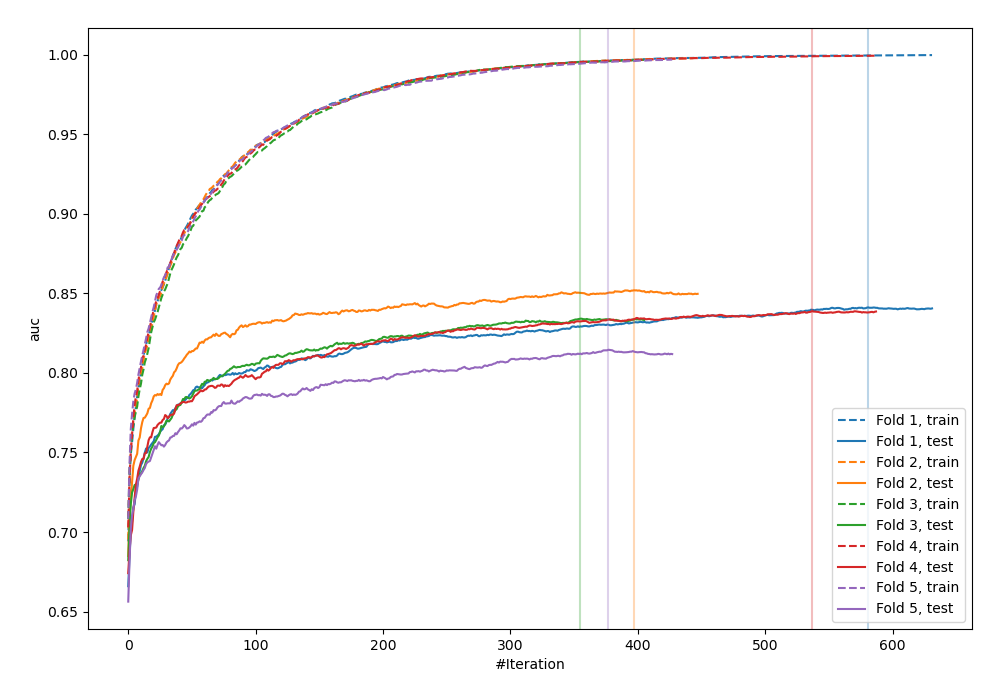 1.00
0.95
0.90
0.85
0.80
0.75
0.70
0.65
auc
0
100
200
300
400
500
600
#Iteration
Fold 1, train
Fold 1, test
Fold 2, train
Fold 2, test
Fold 3, train
Fold 3, test
Fold 4, train
Fold 4, test
Fold 5, train
Fold 5, test